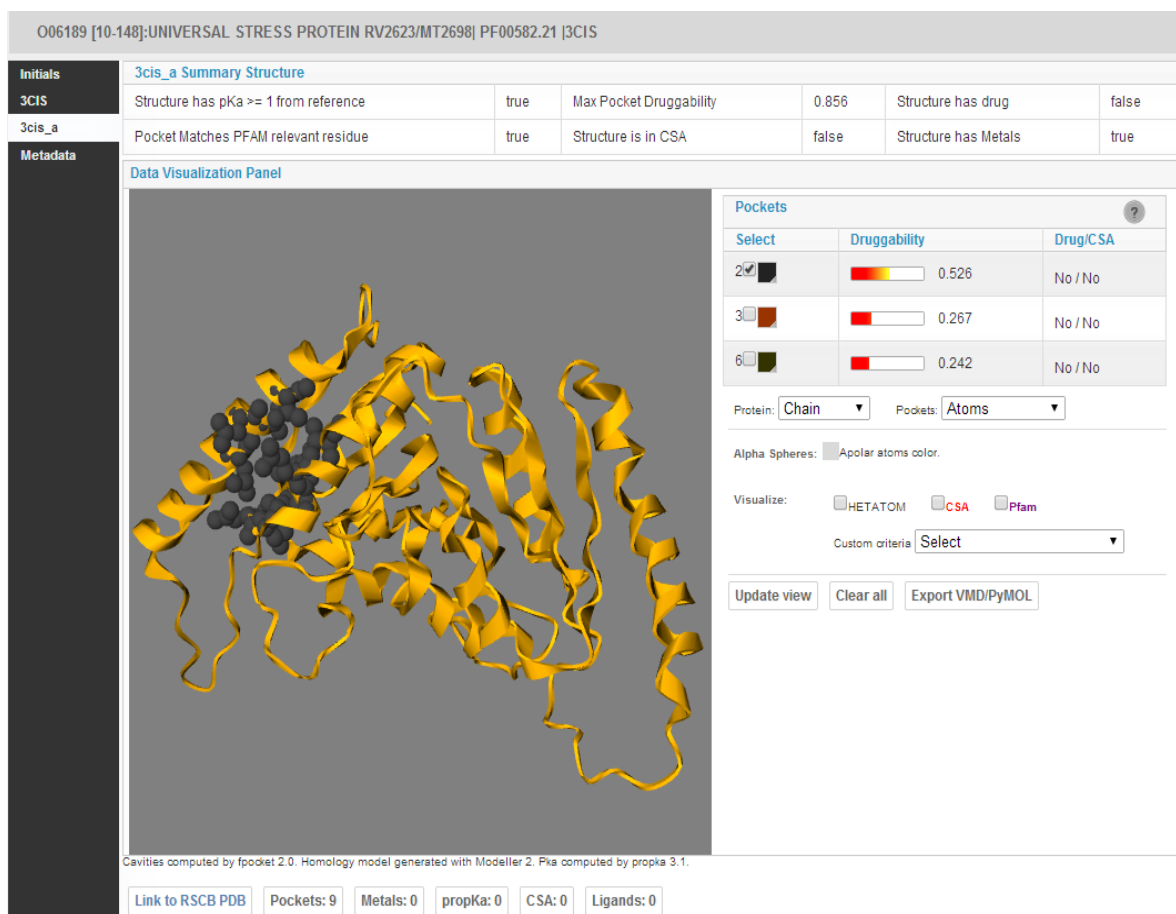 O06189 [10-148]:UNIVERSAL STRESS PROTEIN RV2623/MT2698| PF00582.21 |3CIS
Initials
3CIS
3cis_a
Metadata
3cis_a Summary Structure
Structure has pKa >= 1 from reference true Max Pocket Druggability 0.856 Structure has drug false
Pocket Matches PFAM relevant residue true Structure is in CSA false Structure has Metals true
Data Visualization Panel
Pockets ?
Select Druggability Drug/CSA
2 0.526 No / No
3 0.267 No / No
6 0.242 No / No
Protein: Chain Pockets: Atoms
Alpha Spheres: Apolar atoms color.
Visualize: HETATOM CSA Pfam
Custom criteria Select
Update view Clear all Export VMD/PyMOL
Cavities computed by fpocket 2.0. Homology model generated with Modeller 2. Pka computed by propka 3.1.
Link to RSCB PDB Pockets: 9 Metals: 0 propKa: 0 CSA: 0 Ligands: 0